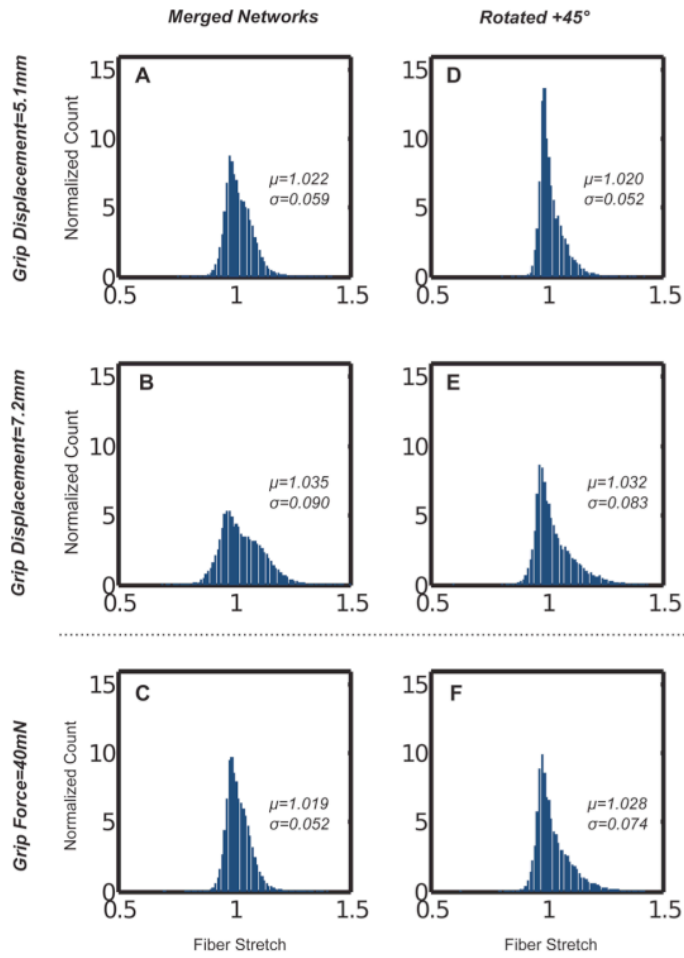 Merged Networks
Rotated +45°
Grip Displacement=5.1mm
Normalized Count
15
10
5
0
0.5
1
1.5
A
μ=1.022
σ=0.059
15
10
5
0
0.5
1
1.5
D
μ=1.020
σ=0.052
Grip Displacement=7.2mm
Normalized Count
15
10
5
0
0.5
1
1.5
B
μ=1.035
σ=0.090
15
10
5
0
0.5
1
1.5
E
μ=1.032
σ=0.083
Grip Force=40mN
Normalized Count
15
10
5
0
0.5
1
1.5
C
μ=1.019
σ=0.052
Fiber Stretch
15
10
5
0
0.5
1
1.5
F
μ=1.028
σ=0.074
Fiber Stretch